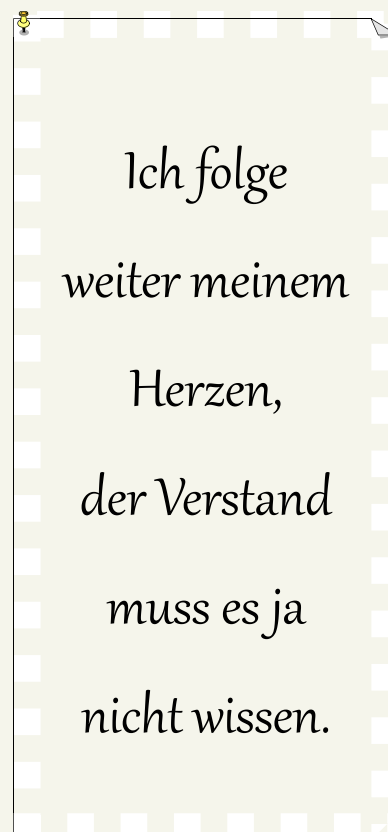 Ich folge
weiter meinem
Herzen,
der Verstand
muss es ja
nicht wissen.